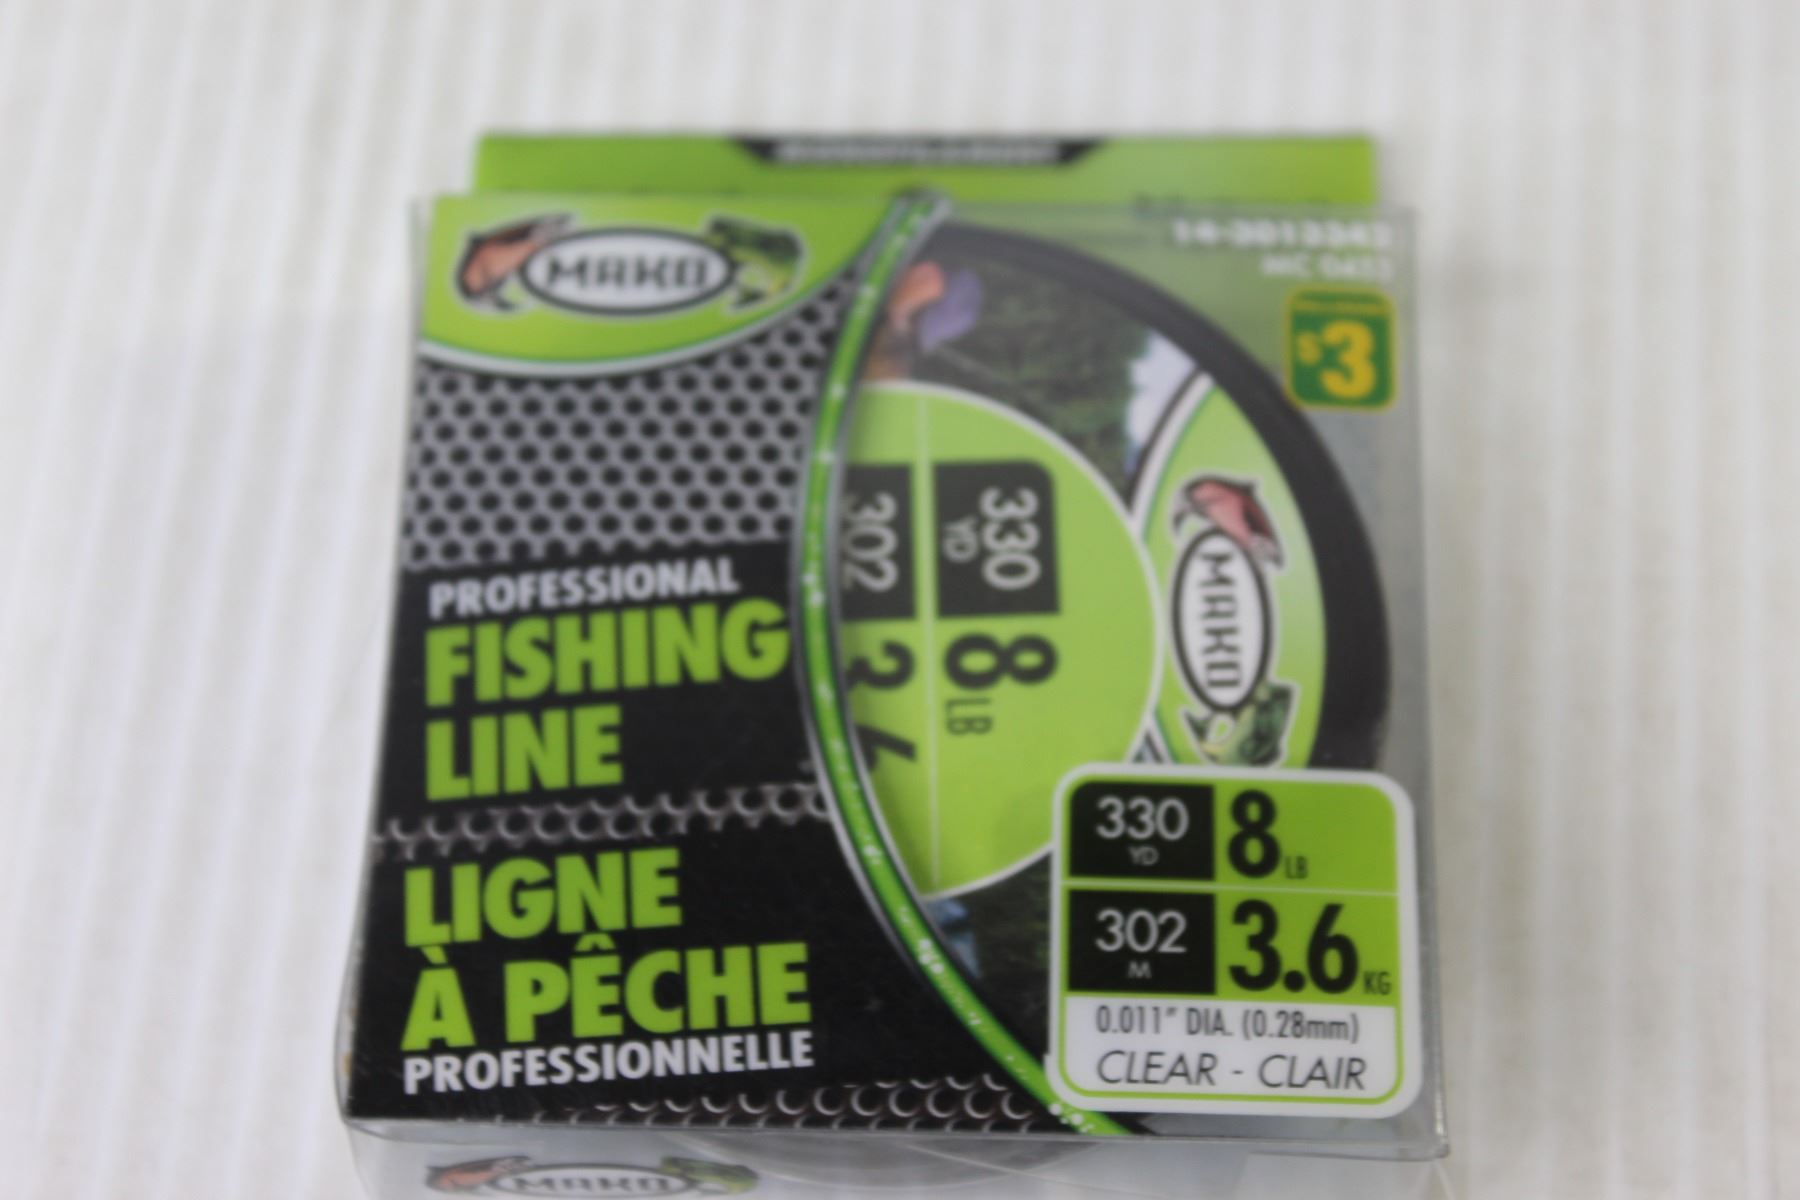 MAKO
$3
PROFESSIONAL
FISHING
LINE
LIGNE
À PÊCHE
PROFESSIONNELLE
330
YD
8
LB
302
3.6
MAKO
330
YD
8
LB
302
M
3.6
KG
0.011" DIA. (0.28mm)
CLEAR - CLAIR
MAKO